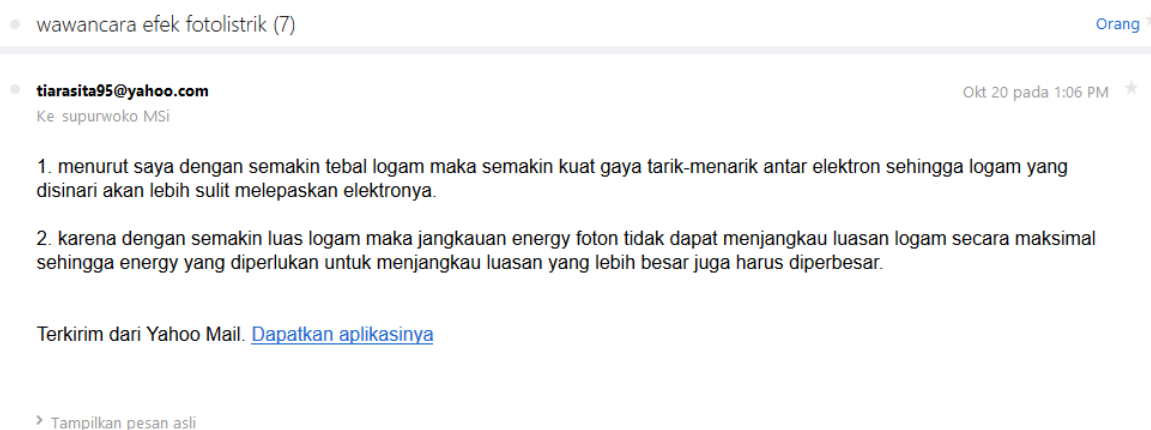 wawancara efek fotolistrik (7)
Orang
tiarasita95@yahoo.com
Okt 20 pada 1:06 PM
Ke supurwoko MSi
1. menurut saya dengan semakin tebal logam maka semakin kuat gaya tarik-menarik antar elektron sehingga logam yang
disinari akan lebih sulit melepaskan elektronya.
2. karena dengan semakin luas logam maka jangkauan energy foton tidak dapat menjangkau luasan logam secara maksimal
sehingga energy yang diperlukan untuk menjangkau luasan yang lebih besar juga harus diperbesar.
Terkirim dari Yahoo Mail. Dapatkan aplikasinya
Tampilkan pesan asli